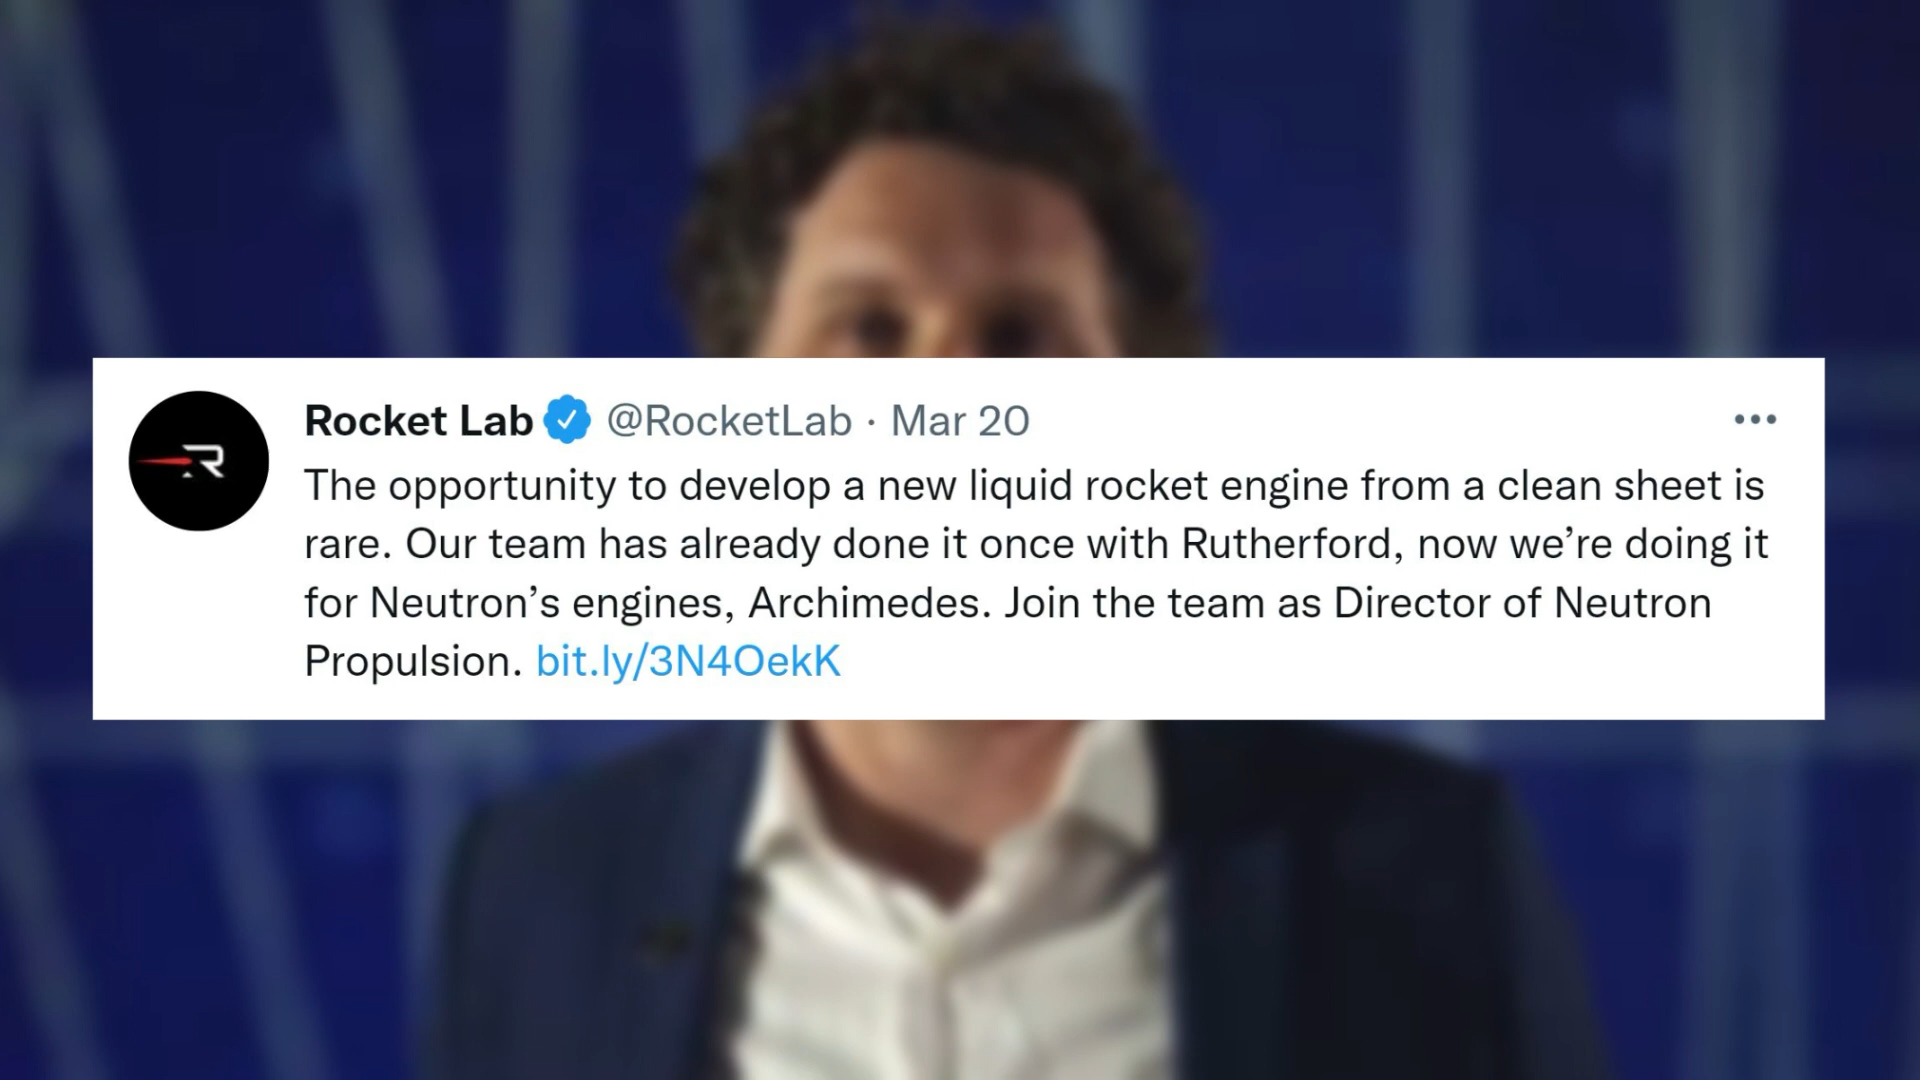 Rocket Lab @RocketLab · Mar 20
The opportunity to develop a new liquid rocket engine from a clean sheet is
rare. Our team has already done it once with Rutherford, now we’re doing it
for Neutron’s engines, Archimedes. Join the team as Director of Neutron
Propulsion. bit.ly/3N4OekK